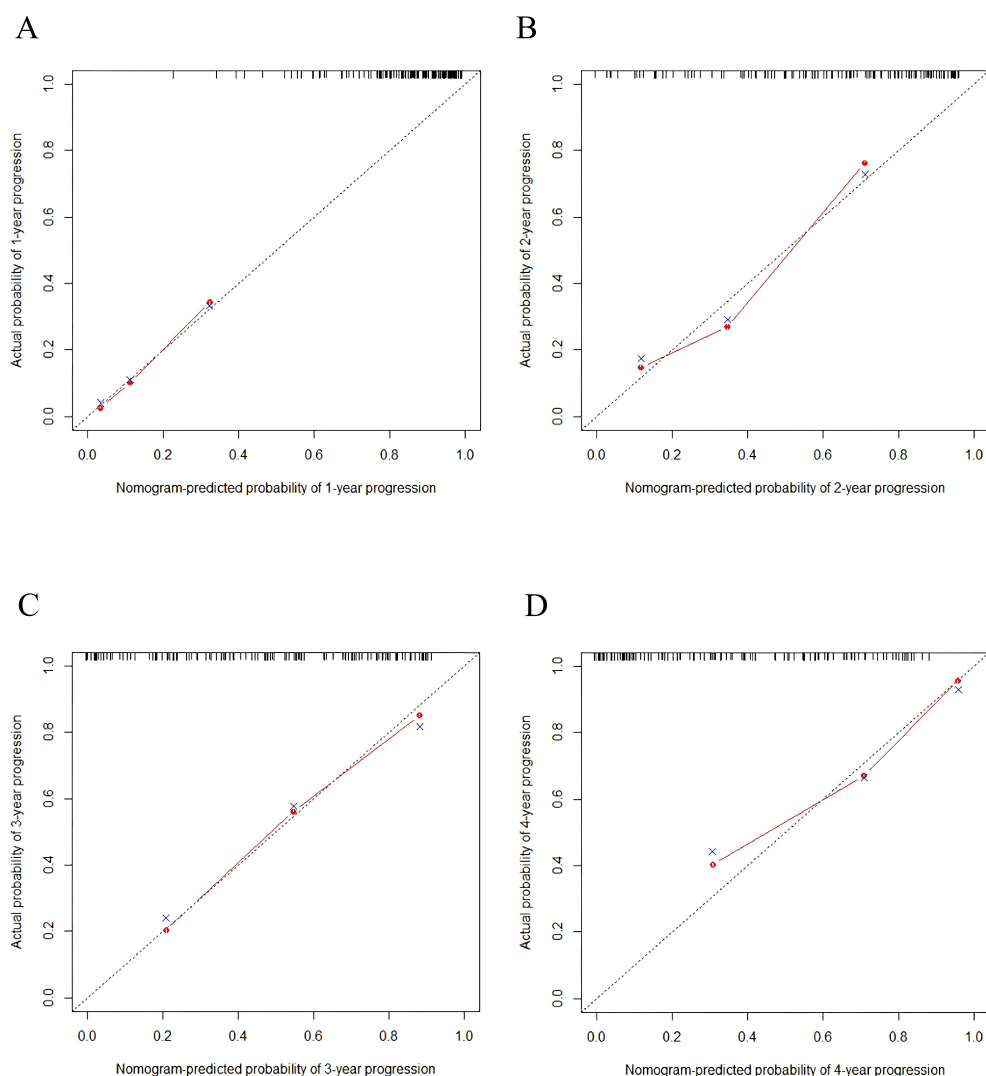 A
B
Actual probability of 1-year progression
0.0 0.2 0.4 0.6 0.8 1.0
0.0 0.2 0.4 0.6 0.8 1.0
Nomogram-predicted probability of 1-year progression
Actual probability of 2-year progression
0.0 0.2 0.4 0.6 0.8 1.0
0.0 0.2 0.4 0.6 0.8 1.0
Nomogram-predicted probability of 2-year progression
C
D
Actual probability of 3-year progression
0.0 0.2 0.4 0.6 0.8 1.0
0.0 0.2 0.4 0.6 0.8 1.0
Nomogram-predicted probability of 3-year progression
Actual probability of 4-year progression
0.0 0.2 0.4 0.6 0.8 1.0
0.0 0.2 0.4 0.6 0.8 1.0
Nomogram-predicted probability of 4-year progression